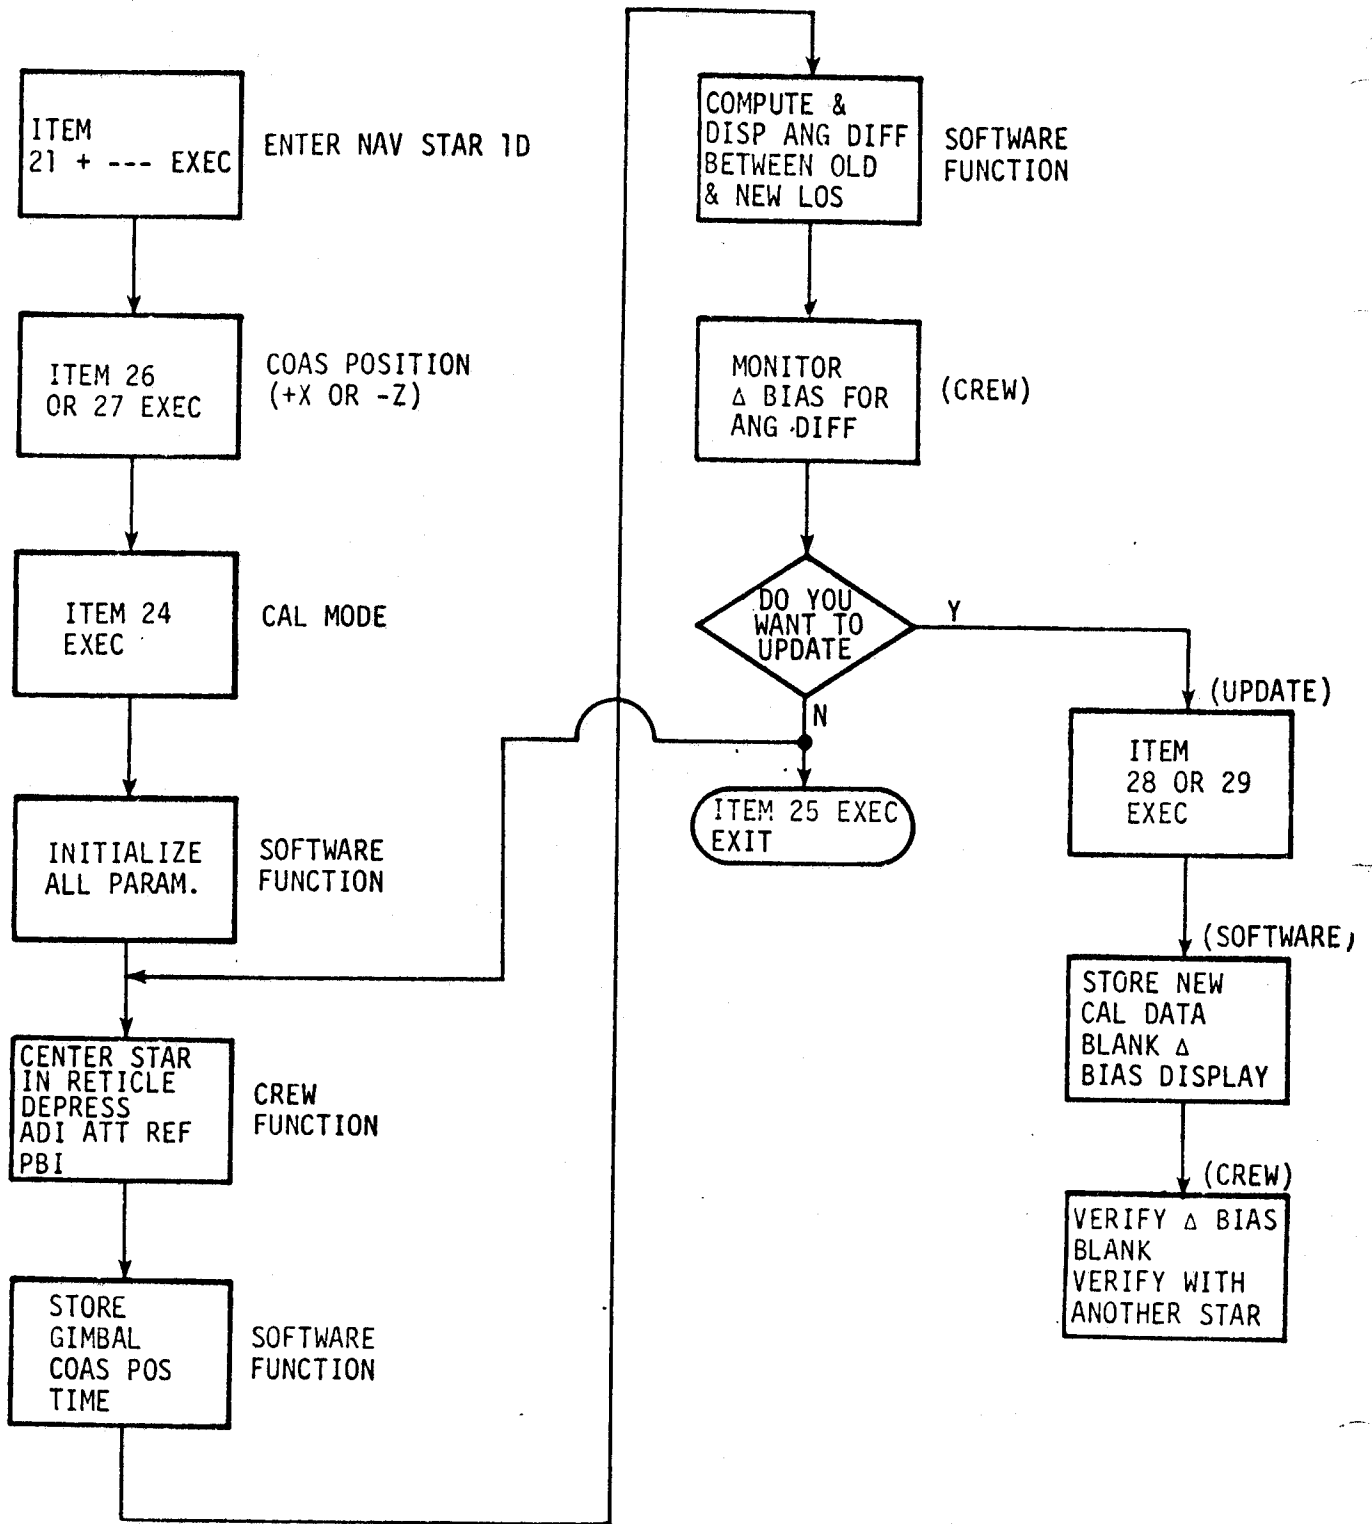 ITEM
21 + --- EXEC
ENTER NAV STAR ID
ITEM 26
OR 27 EXEC
COAS POSITION
(+X OR -Z)
ITEM 24
EXEC
CAL MODE
INITIALIZE
ALL PARAM.
SOFTWARE
FUNCTION
CENTER STAR
IN RETICLE
DEPRESS
ADI ATT REF
PBI
CREW
FUNCTION
STORE
GIMBAL
COAS POS
TIME
SOFTWARE
FUNCTION
COMPUTE &
DISP ANG DIFF
BETWEEN OLD
& NEW LOS
SOFTWARE
FUNCTION
MONITOR
Δ BIAS FOR
ANG DIFF
(CREW)
DO YOU
WANT TO
UPDATE
Y
N
ITEM 25 EXEC
EXIT
(UPDATE)
ITEM
28 OR 29
EXEC
(SOFTWARE)
STORE NEW
CAL DATA
BLANK Δ
BIAS DISPLAY
(CREW)
VERIFY Δ BIAS
BLANK
VERIFY WITH
ANOTHER STAR